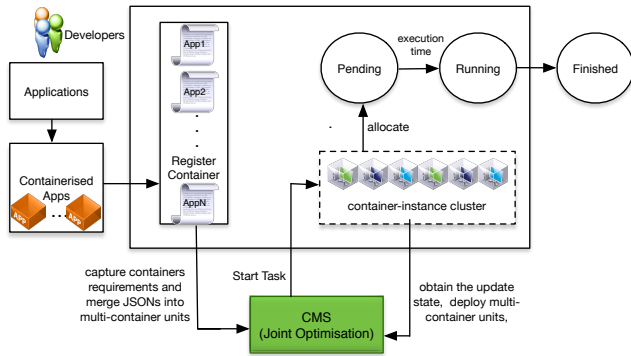 Developers
Applications
Containerised
Apps
APP
...
APP
App1
App2
.
.
.
Register
Container
AppN
Pending
execution
time
Running
Finished
.
allocate
container-instance cluster
capture containers
requirements and
merge JSONs into
multi-container units
Start Task
CMS
(Joint Optimisation)
obtain the update
state, deploy multi-
container units,